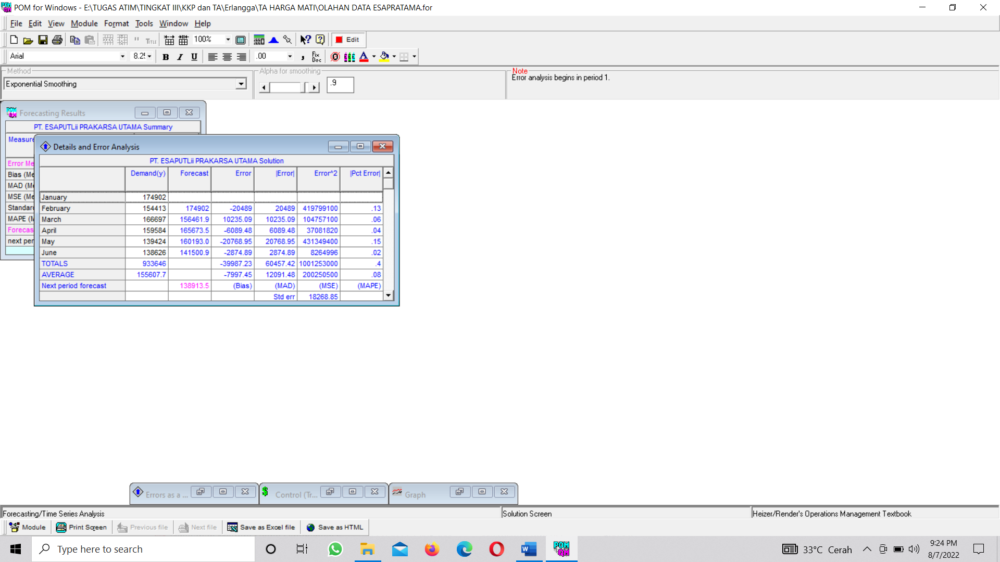 POM for Windows - E:\TUGAS ATIM\TINGKAT III\KKP dan TA\Erlangga\TA HARGA MATI\OLAHAN DATA ESAPRATAMA.for
File Edit View Module Format Tools Window Help
TITLE 100% Edit
Arial 8.25 B I U .00 , Fix Dec A
Method
Exponential Smoothing
Alpha for smoothing
.9
Note
Error analysis begins in period 1.
Forecasting Results
PT. ESAPUTLii PRAKARSA UTAMA Summary
Measure
Error Me
Bias (Me
MAD (Me
MSE (Me
Standard
MAPE (M
Forecas
next per
Details and Error Analysis
PT. ESAPUTLii PRAKARSA UTAMA Solution
Demand(y) Forecast Error |Error| Error^2 |Pct Error|
January 174902
February 154413 174902 -20489 20489 419799100 .13
March 166697 156461.9 10235.09 10235.09 104757100 .06
April 159584 165673.5 -6089.48 6089.48 37081820 .04
May 139424 160193.0 -20768.95 20768.95 431349400 .15
June 138626 141500.9 -2874.89 2874.89 8264996 .02
TOTALS 933646 -39987.23 60457.42 1001253000 .4
AVERAGE 155607.7 -7997.45 12091.48 200250500 .08
Next period forecast 138913.5 (Bias) (MAD) (MSE) (MAPE)
Std err 18268.85
Errors as a ... Control (Tr... Graph
Forecasting/Time Series Analysis Solution Screen Heizer/Render's Operations Management Textbook
Module Print Screen Previous file Next file Save as Excel file Save as HTML
Type here to search
33°C Cerah
9:24 PM
8/7/2022